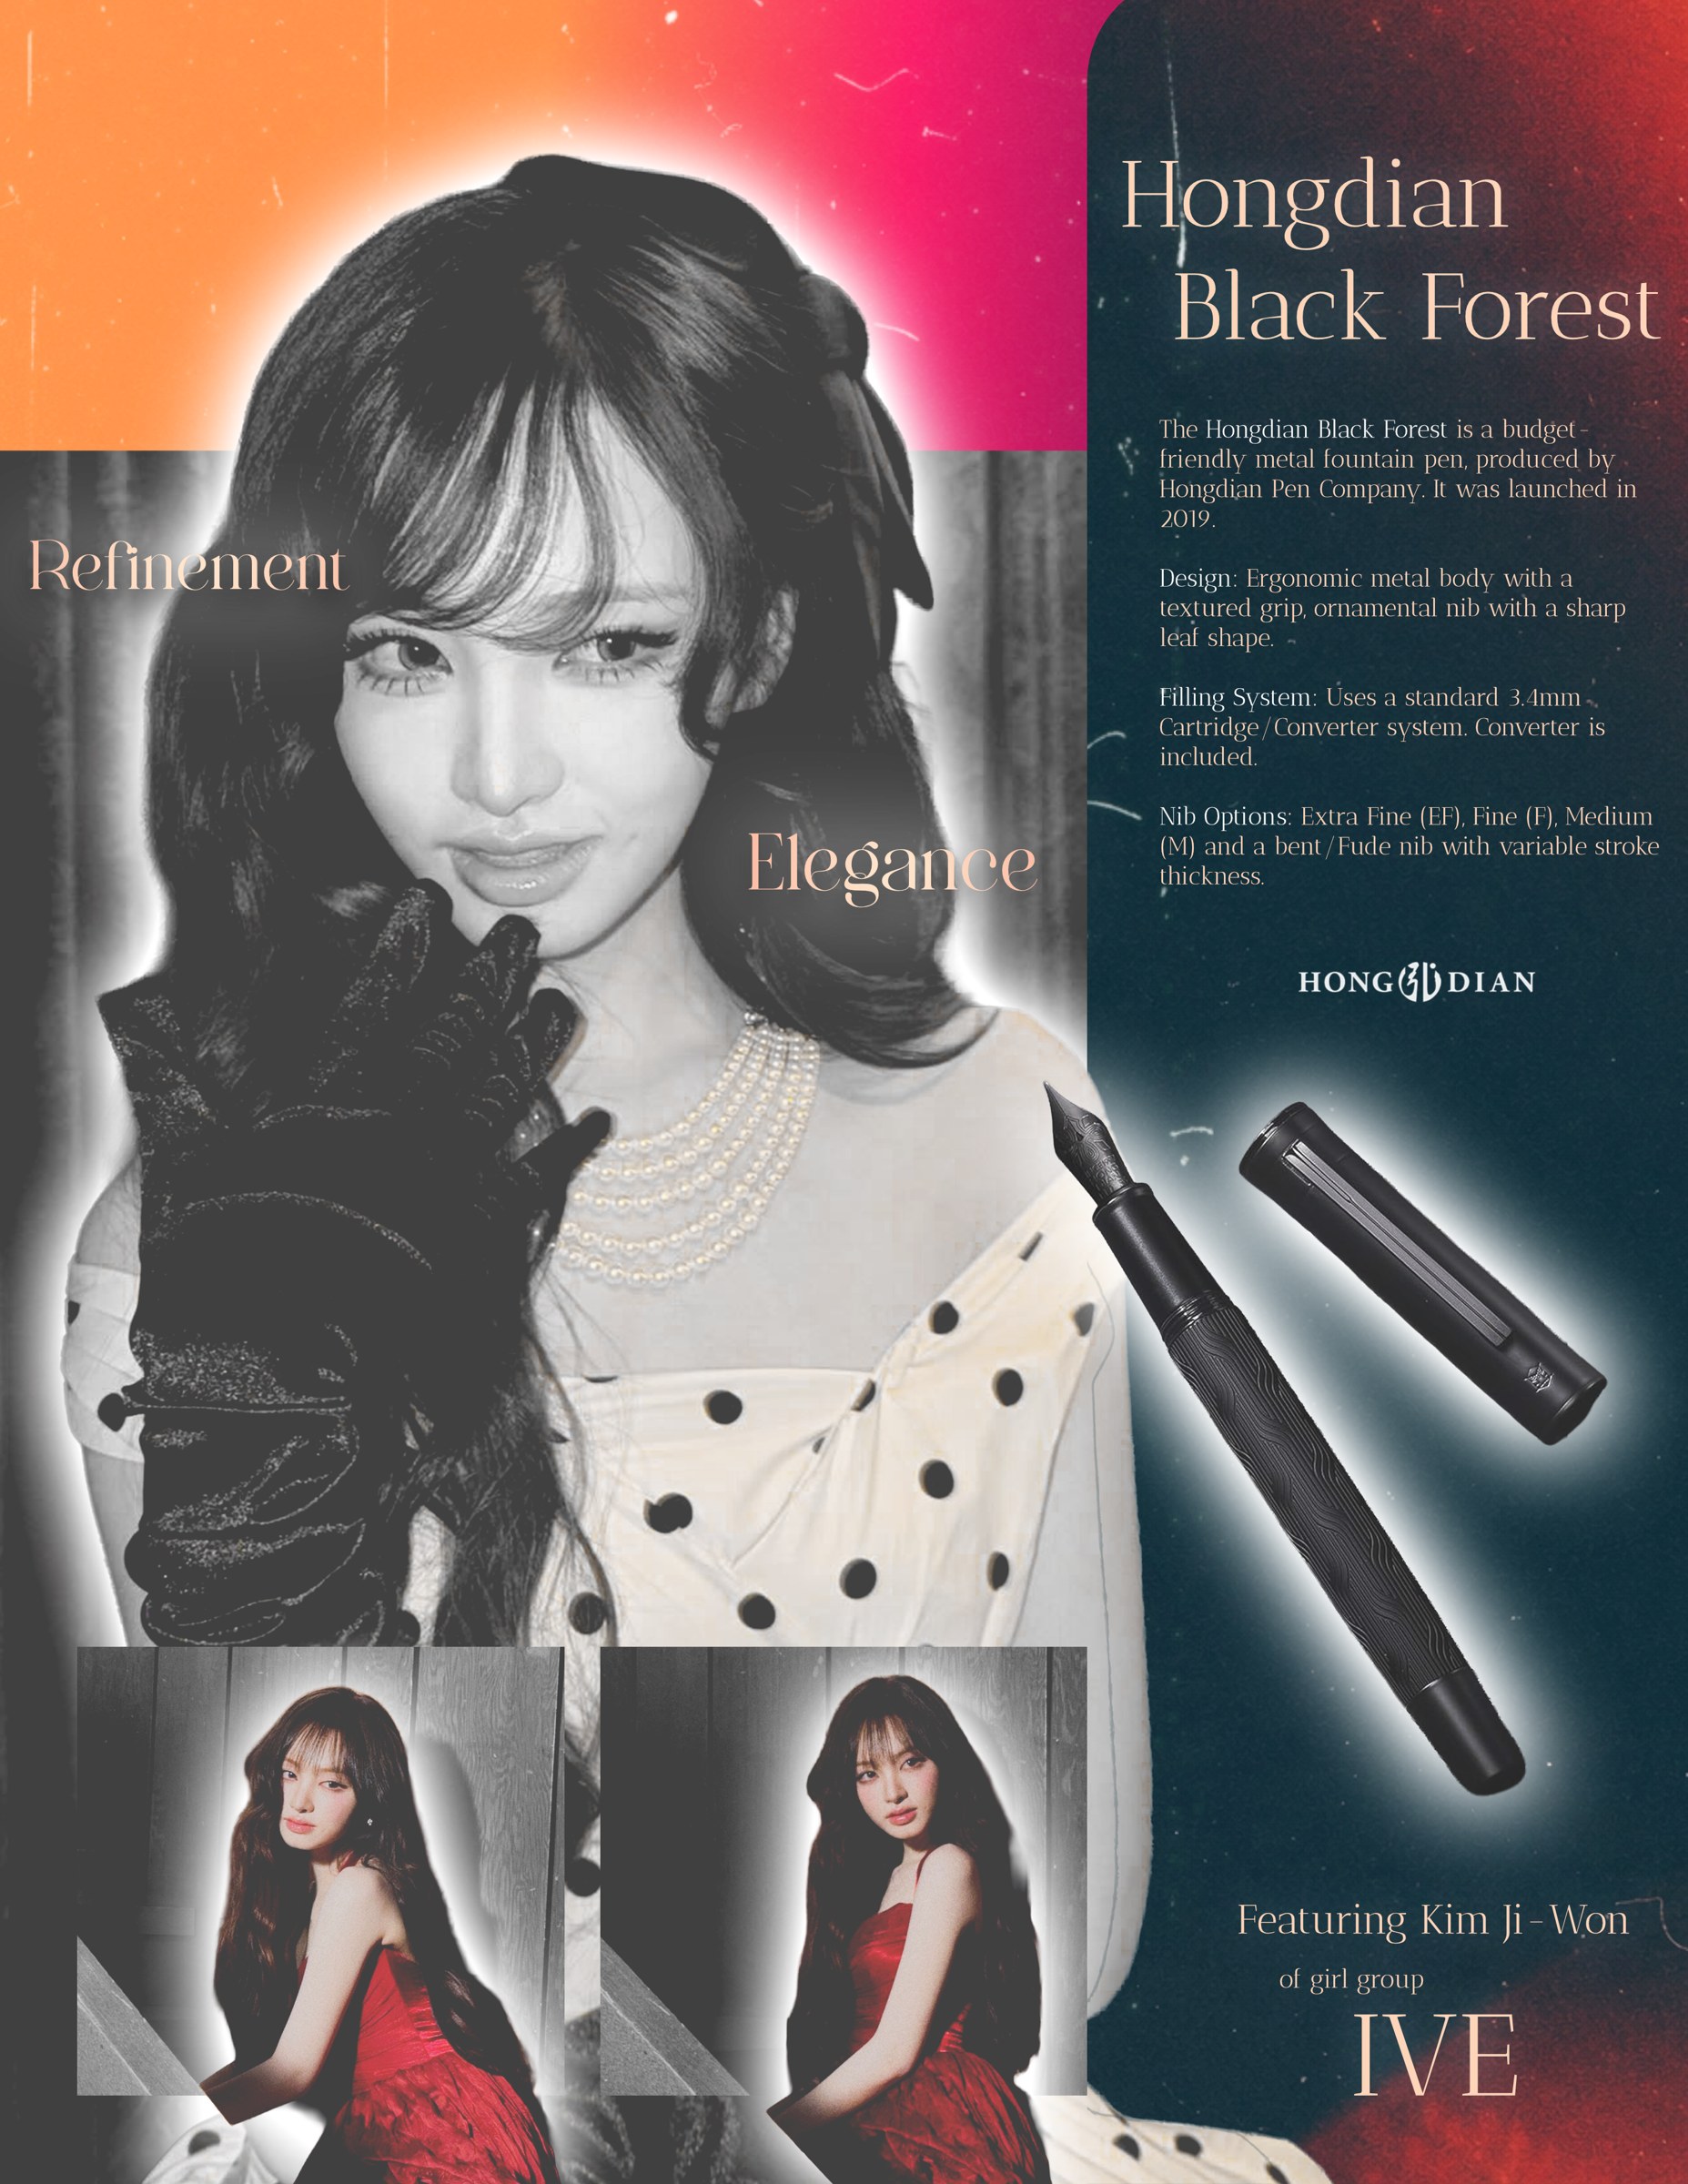 Hongdian
Black Forest
Refinement
Elegance
The Hongdian Black Forest is a budget-
friendly metal fountain pen, produced by
Hongdian Pen Company. It was launched in
2019.
Design: Ergonomic metal body with a
textured grip, ornamental nib with a sharp
leaf shape.
Filling System: Uses a standard 3.4mm
Cartridge/Converter system. Converter is
included.
Nib Options: Extra Fine (EF), Fine (F), Medium
(M) and a bent/Fude nib with variable stroke
thickness.
HONG DIAN
Featuring Kim Ji-Won
of girl group
IVE